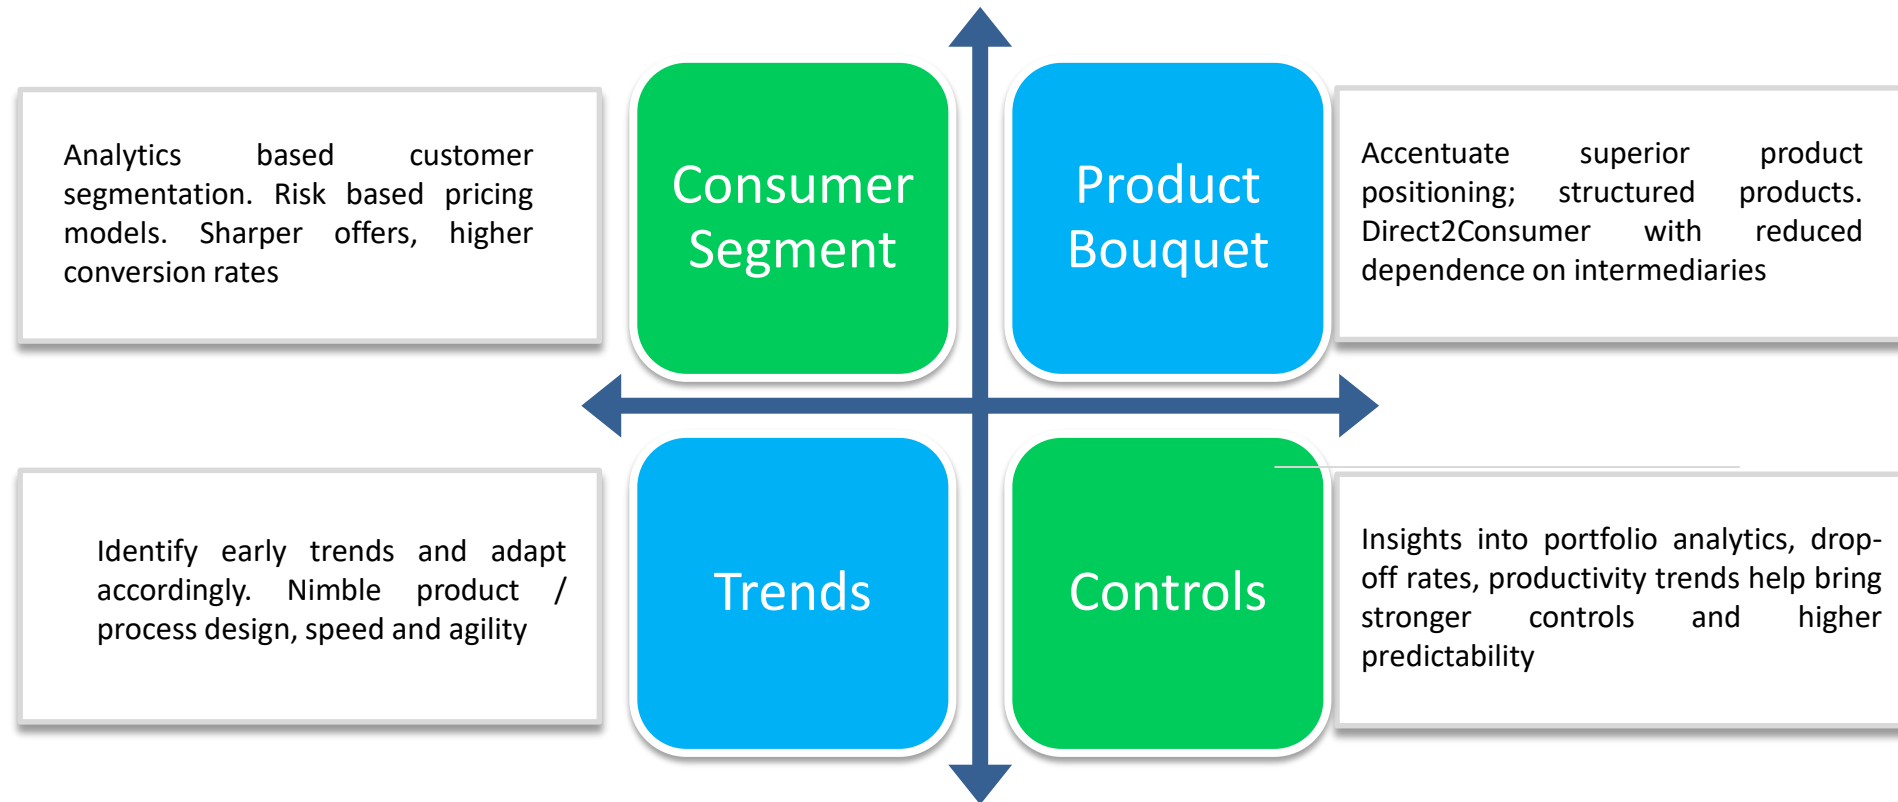 Analytics based customer
segmentation. Risk based pricing
models. Sharper offers, higher
conversion rates
Consumer
Segment
Product
Bouquet
Accentuate superior product
positioning; structured products.
Direct2Consumer with reduced
dependence on intermediaries
Identify early trends and adapt
accordingly. Nimble product /
process design, speed and agility
Trends
Controls
Insights into portfolio analytics, drop-
off rates, productivity trends help bring
stronger controls and higher
predictability